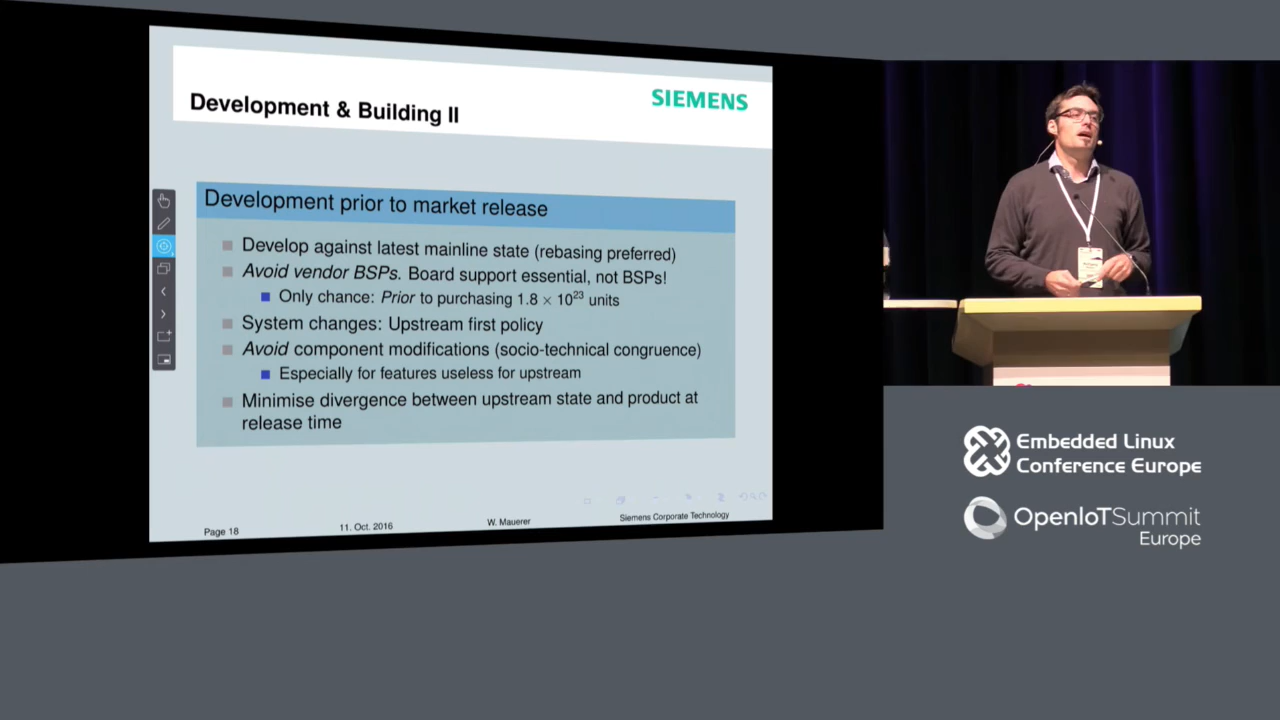 Development & Building II
SIEMENS
Development prior to market release
Develop against latest mainline state (rebasing preferred)
Avoid vendor BSPs. Board support essential, not BSPs!
Only chance: Prior to purchasing 1.8 × 10²³ units
System changes: Upstream first policy
Avoid component modifications (socio-technical congruence)
Especially for features useless for upstream
Minimise divergence between upstream state and product at
release time
Page 18
11. Oct. 2016
W. Mauerer
Siemens Corporate Technology
Embedded Linux
Conference Europe
OpenIoTSummit
Europe